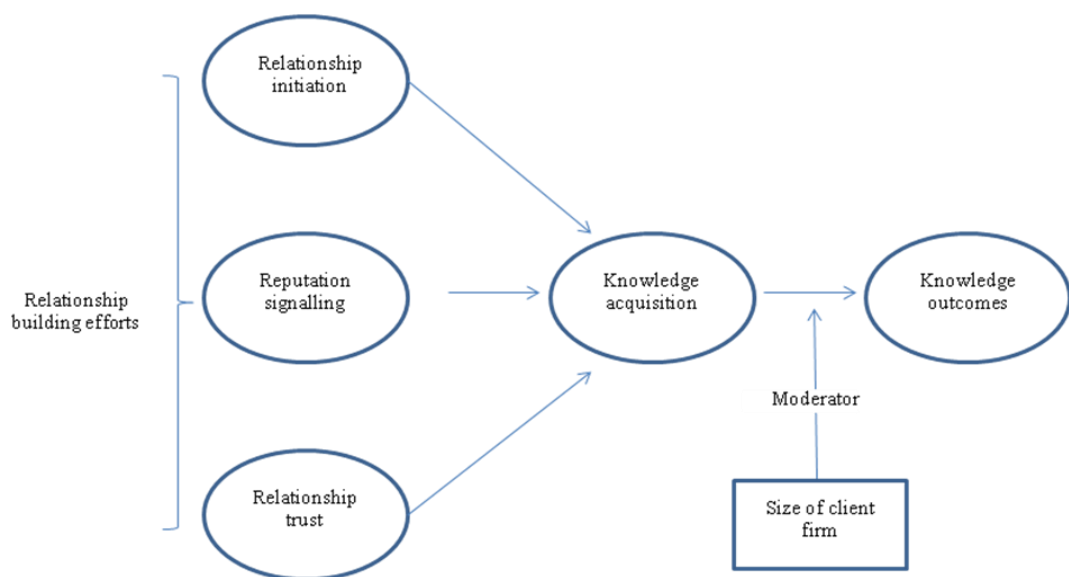 Relationship
initiation
Relationship
building efforts
Reputation
signalling
Knowledge
acquisition
Knowledge
outcomes
Moderator
Relationship
trust
Size of client
firm